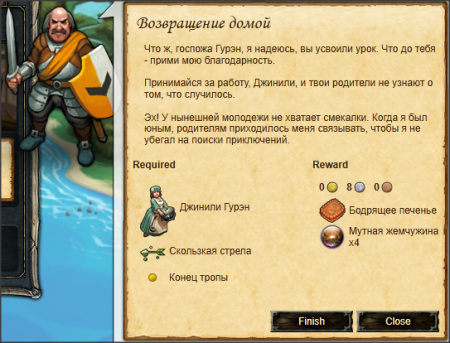 Возвращение домой
Что ж, госпожа Гурэн, я надеюсь, вы усвоили урок. Что до тебя
- прими мою благодарность.
Принимайся за работу, Джинили, и твои родители не узнают о
том, что случилось.
Эх! У нынешней молодежи не хватает смекалки. Когда я был
юным, родителям приходилось меня связывать, чтобы я не
убегал на поиски приключений.
Required
Джинили Гурэн
Скользкая стрела
Конец тропы
Reward
0 8 0
Бодрящее печенье
Мутная жемчужина
x4
Finish
Close